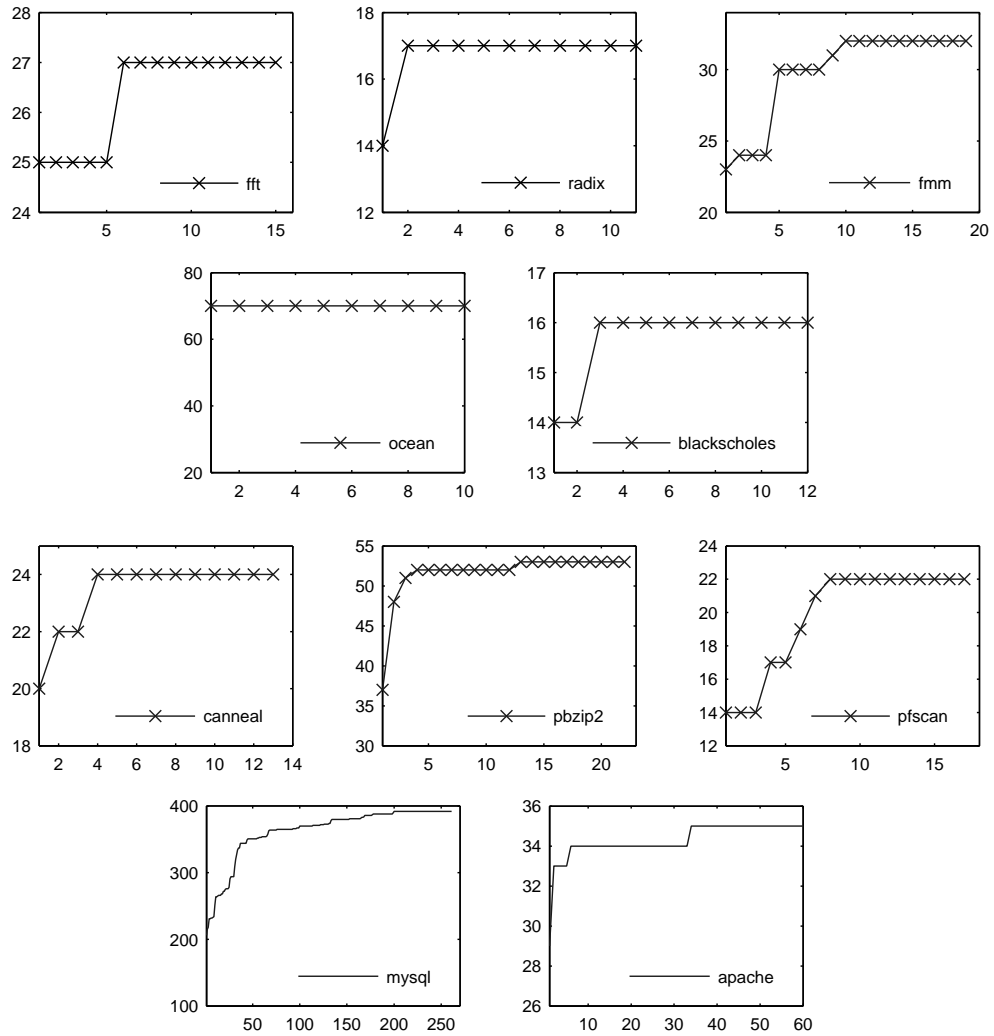 28
27
26
25
24
5 10 15
fft
18
16
14
12
2 4 6 8 10
radix
30
25
20
5 10 15 20
fmm
80
60
40
20
2 4 6 8 10
ocean
17
16
15
14
13
2 4 6 8 10 12
blackscholes
24
22
20
18
2 4 6 8 10 12 14
canneal
55
50
45
40
35
30
5 10 15 20
pbzip2
24
22
20
18
16
14
12
5 10 15
pfscan
400
300
200
100
50 100 150 200 250
mysql
36
34
32
30
28
26
10 20 30 40 50 60
apache